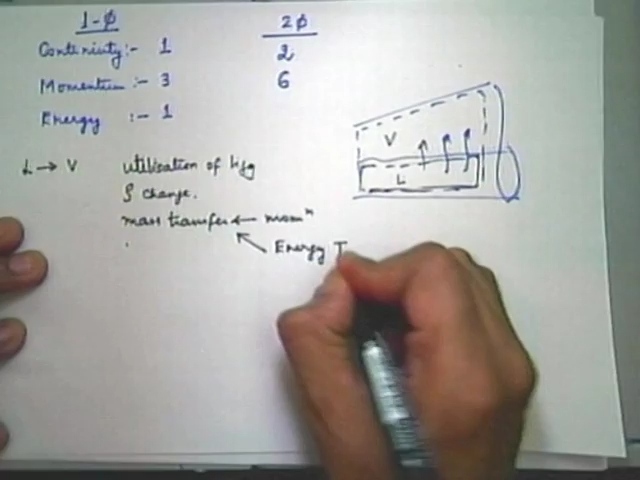 1-φ 2φ
Continuity:- 1 2
Momentum :- 3 6
Energy :- 1
L → V utilisation of hfg
ρ change.
mass transfer ← momⁿ
Energy T
V
L